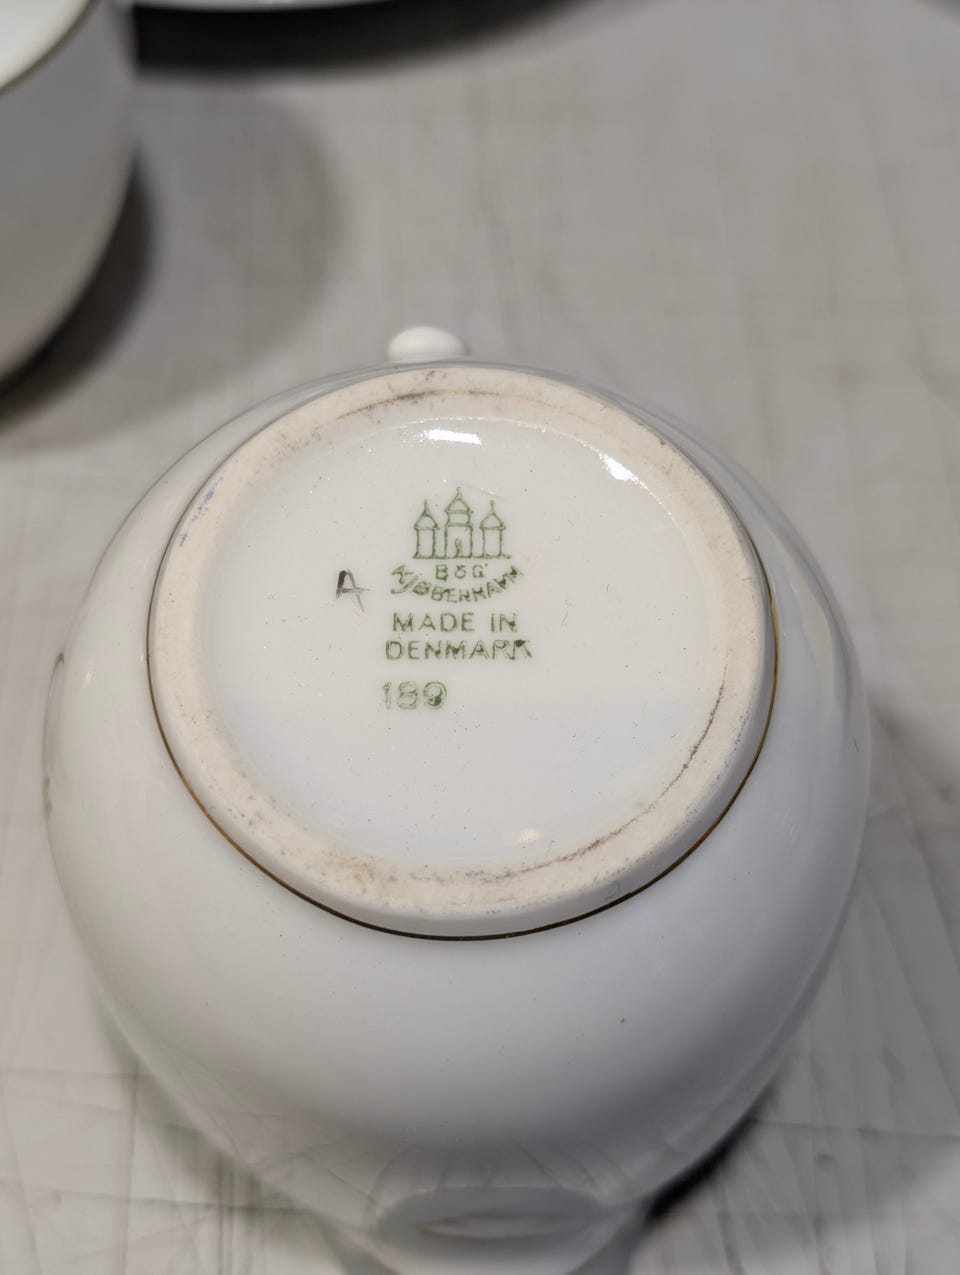 B&G
KJØBENHAVN
A
MADE IN
DENMARK
189